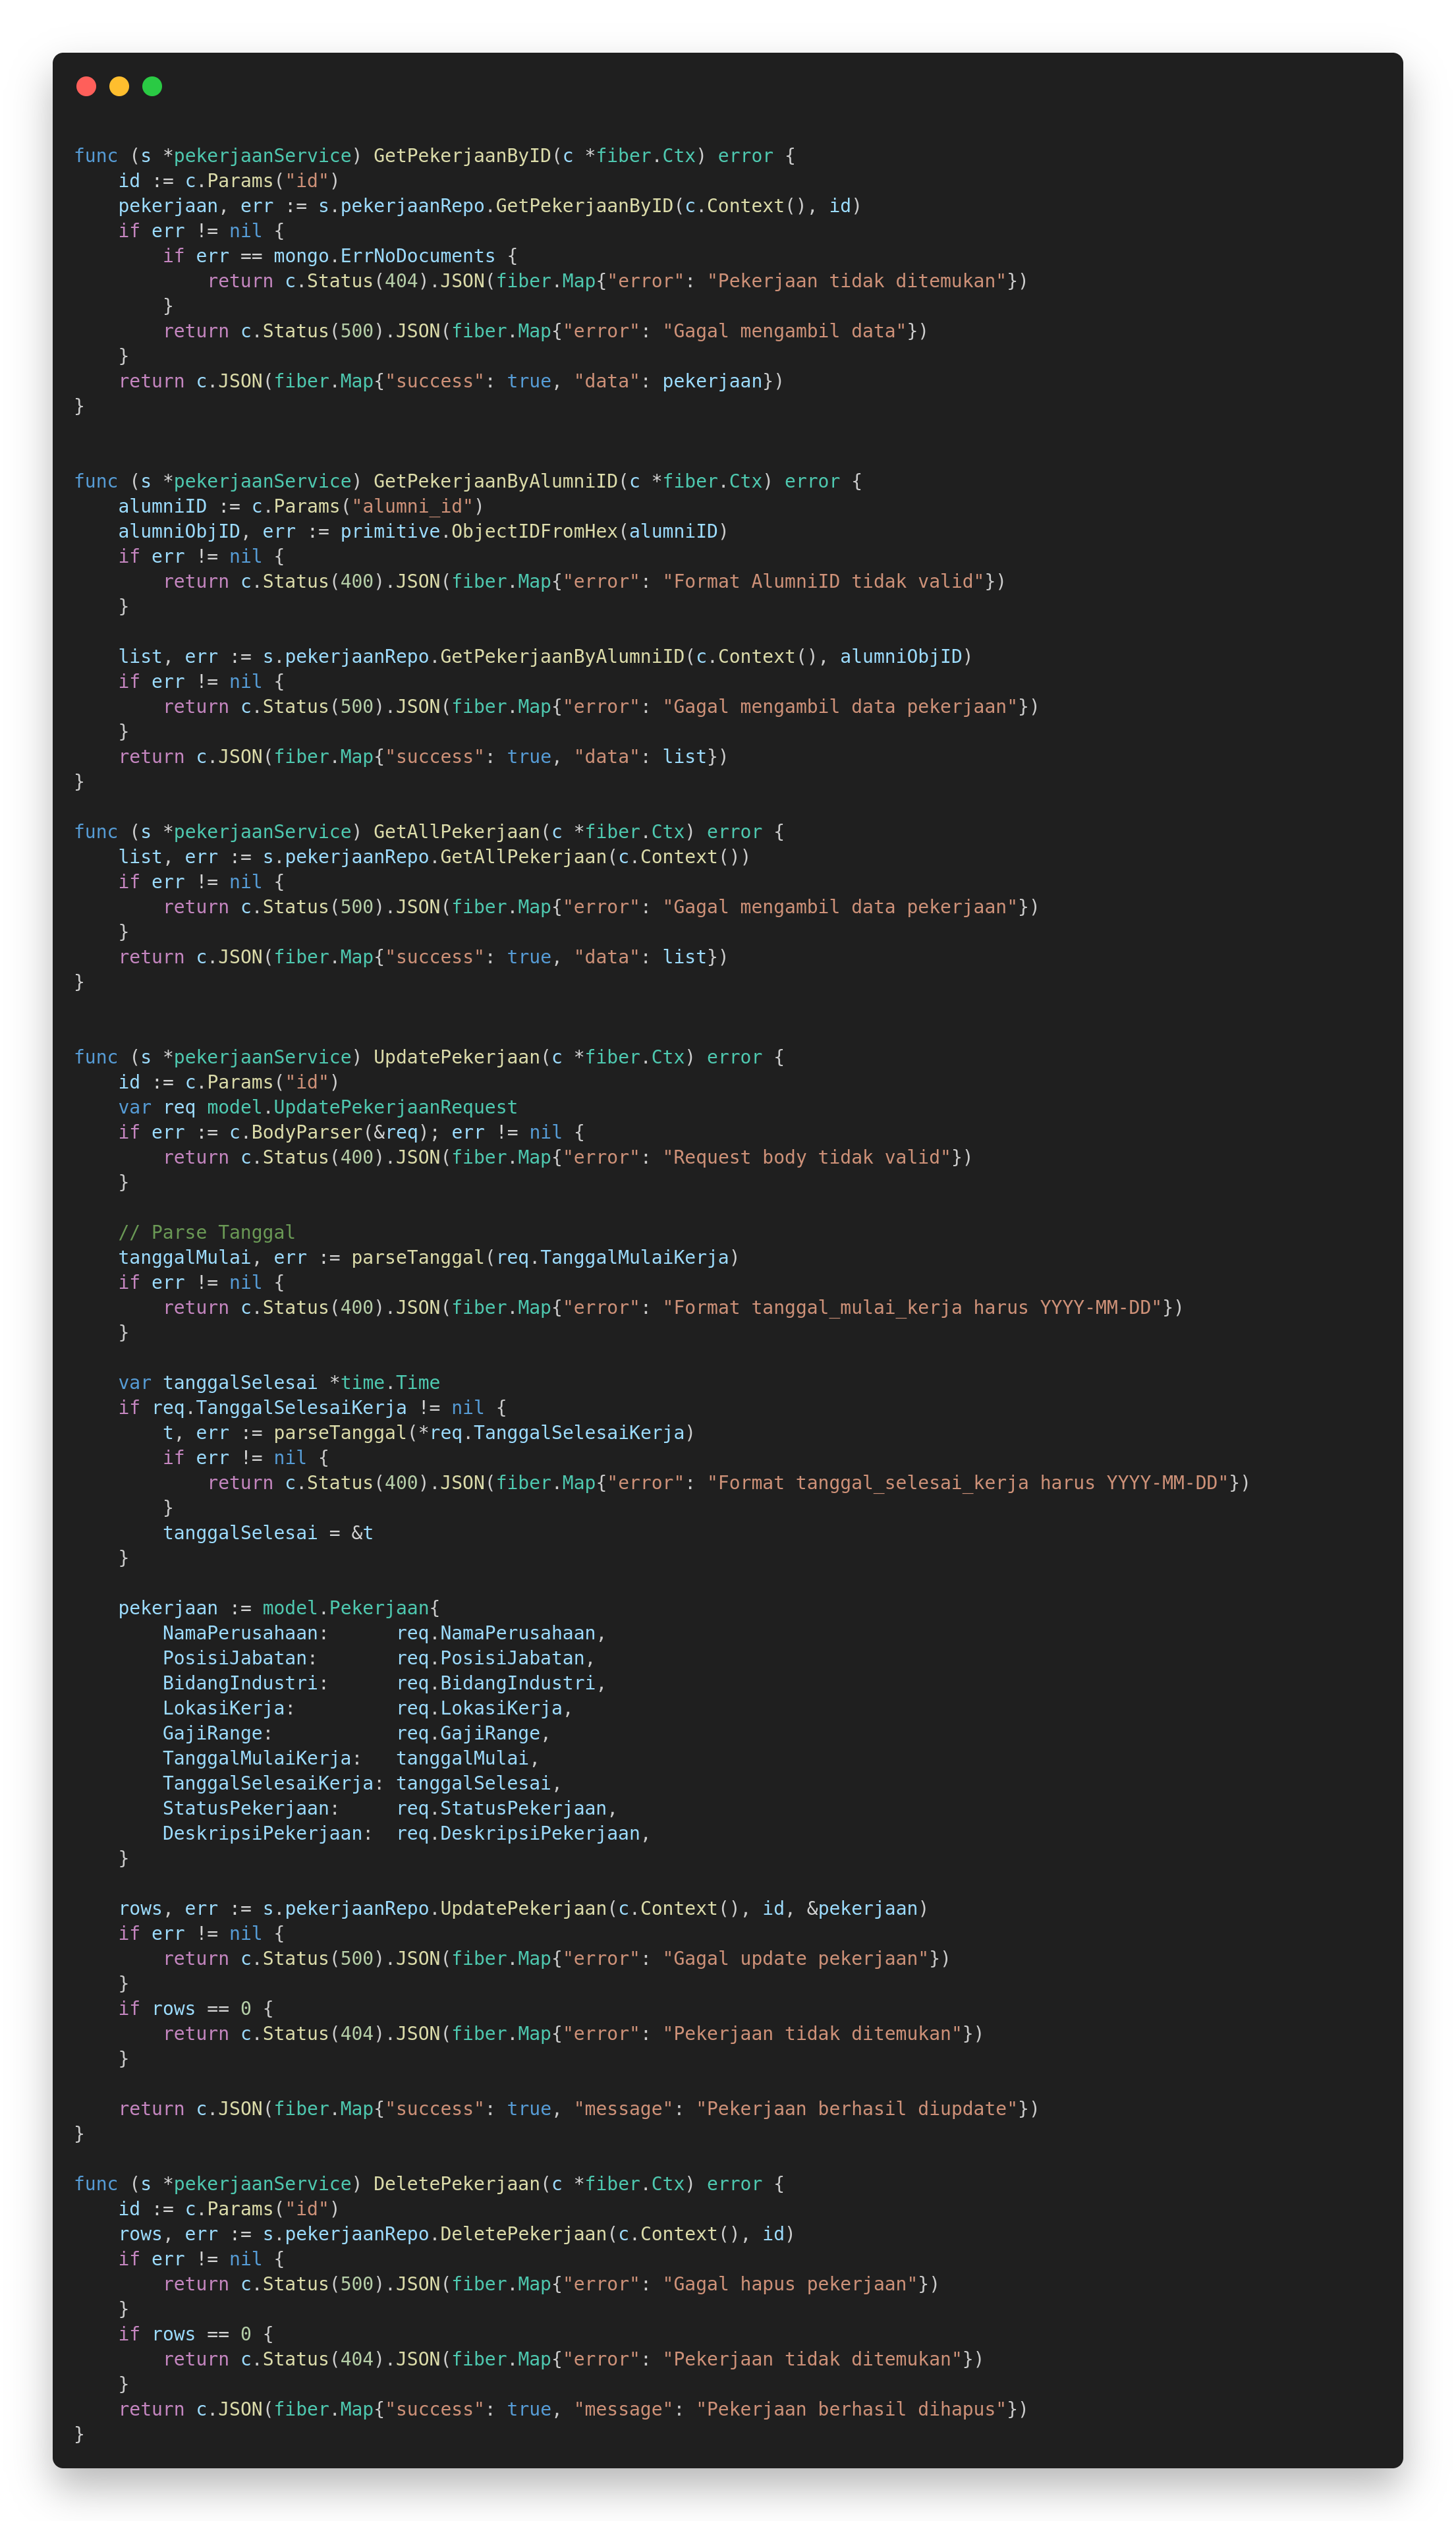 func (s *pekerjaanService) GetPekerjaanByID(c *fiber.Ctx) error {
    id := c.Params("id")
    pekerjaan, err := s.pekerjaanRepo.GetPekerjaanByID(c.Context(), id)
    if err != nil {
        if err == mongo.ErrNoDocuments {
            return c.Status(404).JSON(fiber.Map{"error": "Pekerjaan tidak ditemukan"})
        }
        return c.Status(500).JSON(fiber.Map{"error": "Gagal mengambil data"})
    }
    return c.JSON(fiber.Map{"success": true, "data": pekerjaan})
}

func (s *pekerjaanService) GetPekerjaanByAlumniID(c *fiber.Ctx) error {
    alumniID := c.Params("alumni_id")
    alumniObjID, err := primitive.ObjectIDFromHex(alumniID)
    if err != nil {
        return c.Status(400).JSON(fiber.Map{"error": "Format AlumniID tidak valid"})
    }

    list, err := s.pekerjaanRepo.GetPekerjaanByAlumniID(c.Context(), alumniObjID)
    if err != nil {
        return c.Status(500).JSON(fiber.Map{"error": "Gagal mengambil data pekerjaan"})
    }
    return c.JSON(fiber.Map{"success": true, "data": list})
}

func (s *pekerjaanService) GetAllPekerjaan(c *fiber.Ctx) error {
    list, err := s.pekerjaanRepo.GetAllPekerjaan(c.Context())
    if err != nil {
        return c.Status(500).JSON(fiber.Map{"error": "Gagal mengambil data pekerjaan"})
    }
    return c.JSON(fiber.Map{"success": true, "data": list})
}

func (s *pekerjaanService) UpdatePekerjaan(c *fiber.Ctx) error {
    id := c.Params("id")
    var req model.UpdatePekerjaanRequest
    if err := c.BodyParser(&req); err != nil {
        return c.Status(400).JSON(fiber.Map{"error": "Request body tidak valid"})
    }

    // Parse Tanggal
    tanggalMulai, err := parseTanggal(req.TanggalMulaiKerja)
    if err != nil {
        return c.Status(400).JSON(fiber.Map{"error": "Format tanggal_mulai_kerja harus YYYY-MM-DD"})
    }

    var tanggalSelesai *time.Time
    if req.TanggalSelesaiKerja != nil {
        t, err := parseTanggal(*req.TanggalSelesaiKerja)
        if err != nil {
            return c.Status(400).JSON(fiber.Map{"error": "Format tanggal_selesai_kerja harus YYYY-MM-DD"})
        }
        tanggalSelesai = &t
    }

    pekerjaan := model.Pekerjaan{
        NamaPerusahaan:      req.NamaPerusahaan,
        PosisiJabatan:       req.PosisiJabatan,
        BidangIndustri:      req.BidangIndustri,
        LokasiKerja:         req.LokasiKerja,
        GajiRange:           req.GajiRange,
        TanggalMulaiKerja:   tanggalMulai,
        TanggalSelesaiKerja: tanggalSelesai,
        StatusPekerjaan:     req.StatusPekerjaan,
        DeskripsiPekerjaan:  req.DeskripsiPekerjaan,
    }

    rows, err := s.pekerjaanRepo.UpdatePekerjaan(c.Context(), id, &pekerjaan)
    if err != nil {
        return c.Status(500).JSON(fiber.Map{"error": "Gagal update pekerjaan"})
    }
    if rows == 0 {
        return c.Status(404).JSON(fiber.Map{"error": "Pekerjaan tidak ditemukan"})
    }

    return c.JSON(fiber.Map{"success": true, "message": "Pekerjaan berhasil diupdate"})
}

func (s *pekerjaanService) DeletePekerjaan(c *fiber.Ctx) error {
    id := c.Params("id")
    rows, err := s.pekerjaanRepo.DeletePekerjaan(c.Context(), id)
    if err != nil {
        return c.Status(500).JSON(fiber.Map{"error": "Gagal hapus pekerjaan"})
    }
    if rows == 0 {
        return c.Status(404).JSON(fiber.Map{"error": "Pekerjaan tidak ditemukan"})
    }
    return c.JSON(fiber.Map{"success": true, "message": "Pekerjaan berhasil dihapus"})
}